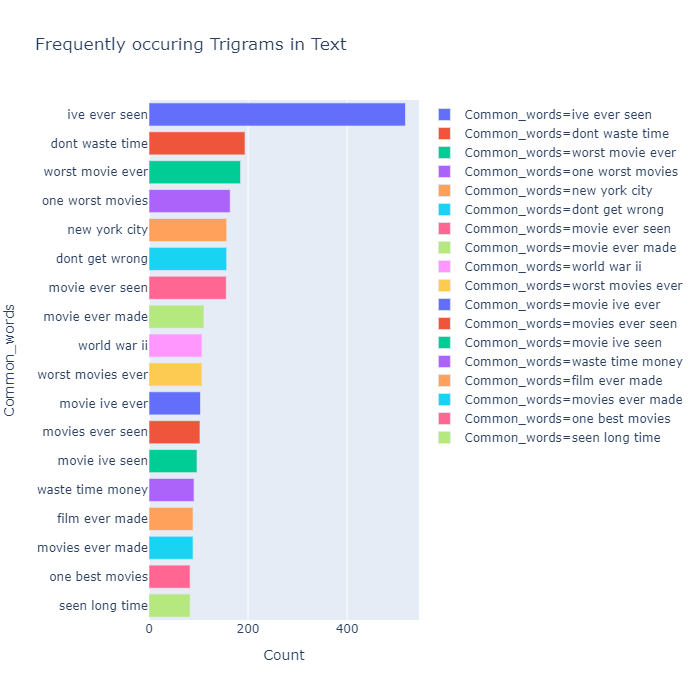 Frequently occuring Trigrams in Text
Common_words
ive ever seen
dont waste time
worst movie ever
one worst movies
new york city
dont get wrong
movie ever seen
movie ever made
world war ii
worst movies ever
movie ive ever
movies ever seen
movie ive seen
waste time money
film ever made
movies ever made
one best movies
seen long time
0 200 400
Count
Common_words=ive ever seen
Common_words=dont waste time
Common_words=worst movie ever
Common_words=one worst movies
Common_words=new york city
Common_words=dont get wrong
Common_words=movie ever seen
Common_words=movie ever made
Common_words=world war ii
Common_words=worst movies ever
Common_words=movie ive ever
Common_words=movies ever seen
Common_words=movie ive seen
Common_words=waste time money
Common_words=film ever made
Common_words=movies ever made
Common_words=one best movies
Common_words=seen long time